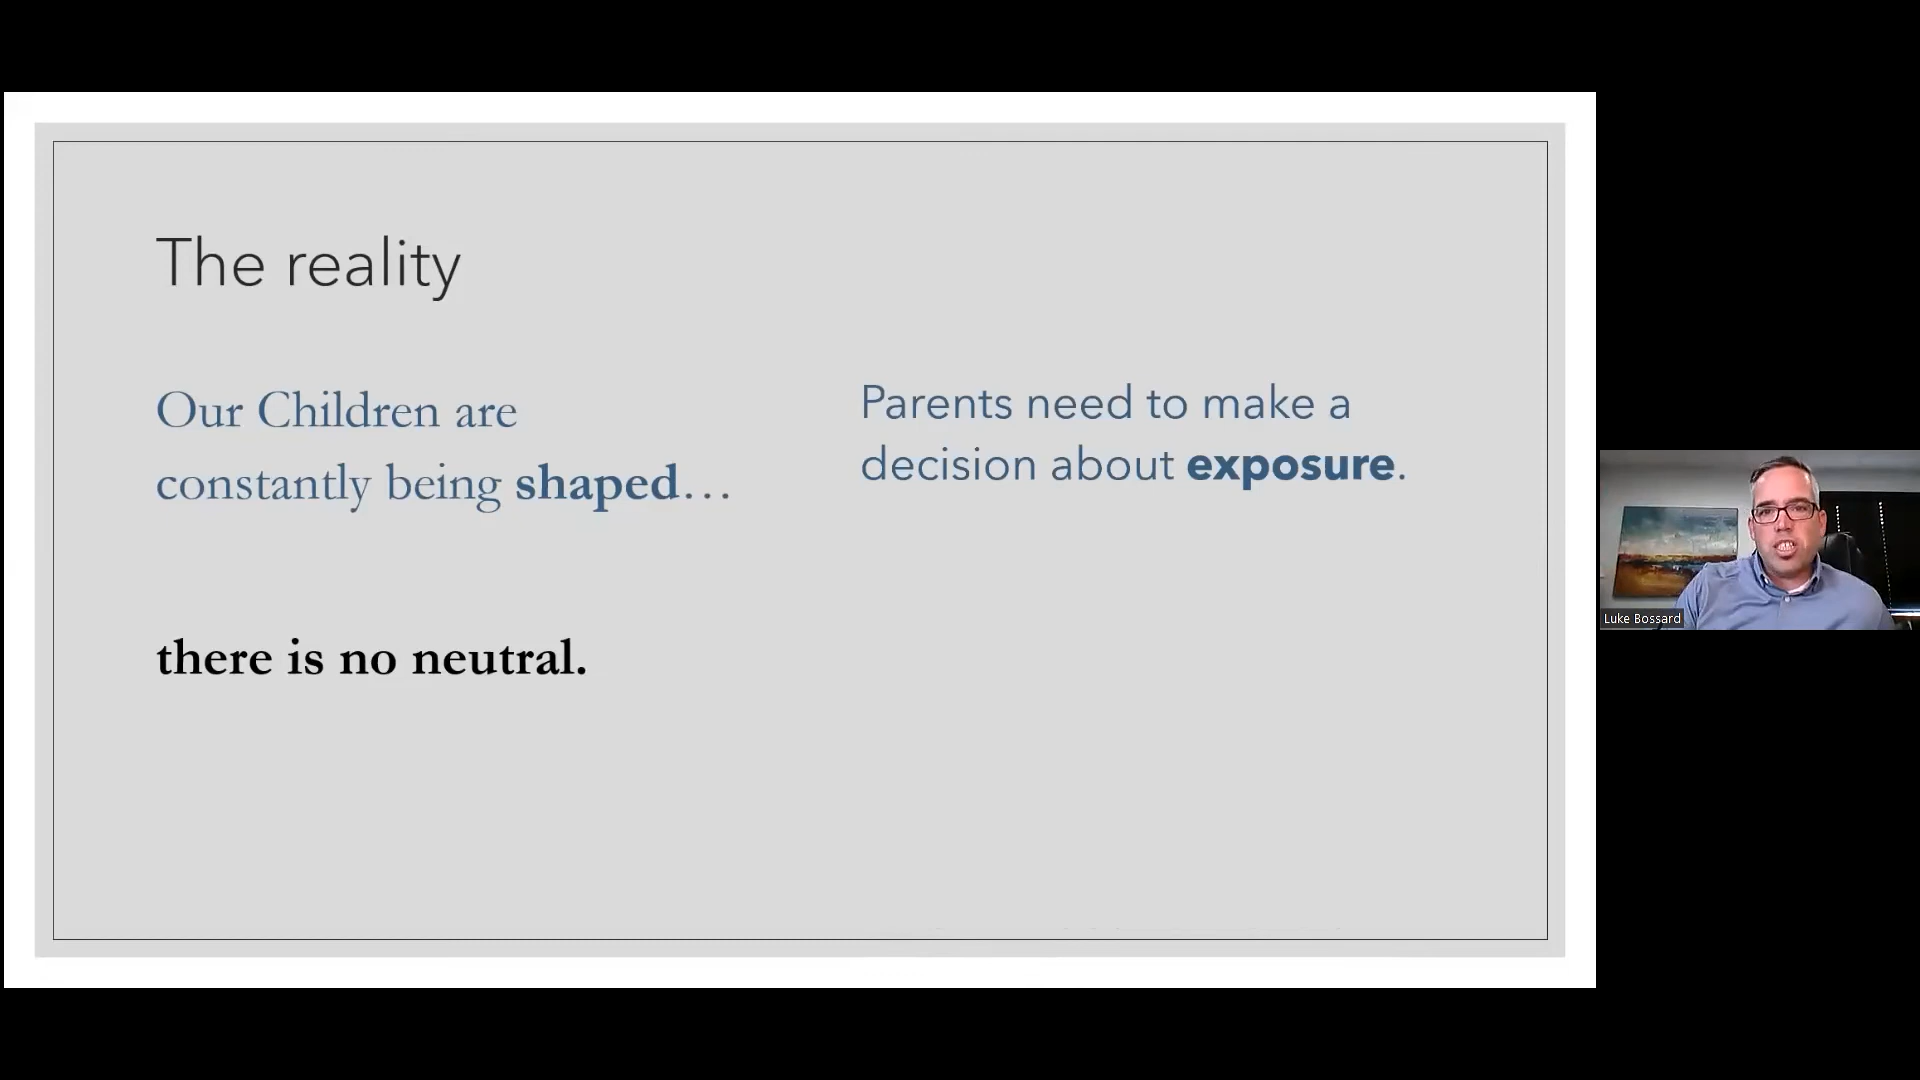 The reality
Our Children are
constantly being shaped…
there is no neutral.
Parents need to make a
decision about exposure.
Luke Bossard